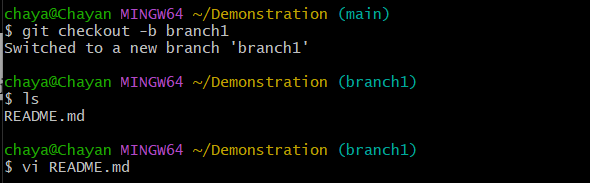 chaya@Chayan MINGW64 ~/Demonstration (main)
$ git checkout -b branch1
Switched to a new branch 'branch1'
chaya@Chayan MINGW64 ~/Demonstration (branch1)
$ ls
README.md
chaya@Chayan MINGW64 ~/Demonstration (branch1)
$ vi README.md